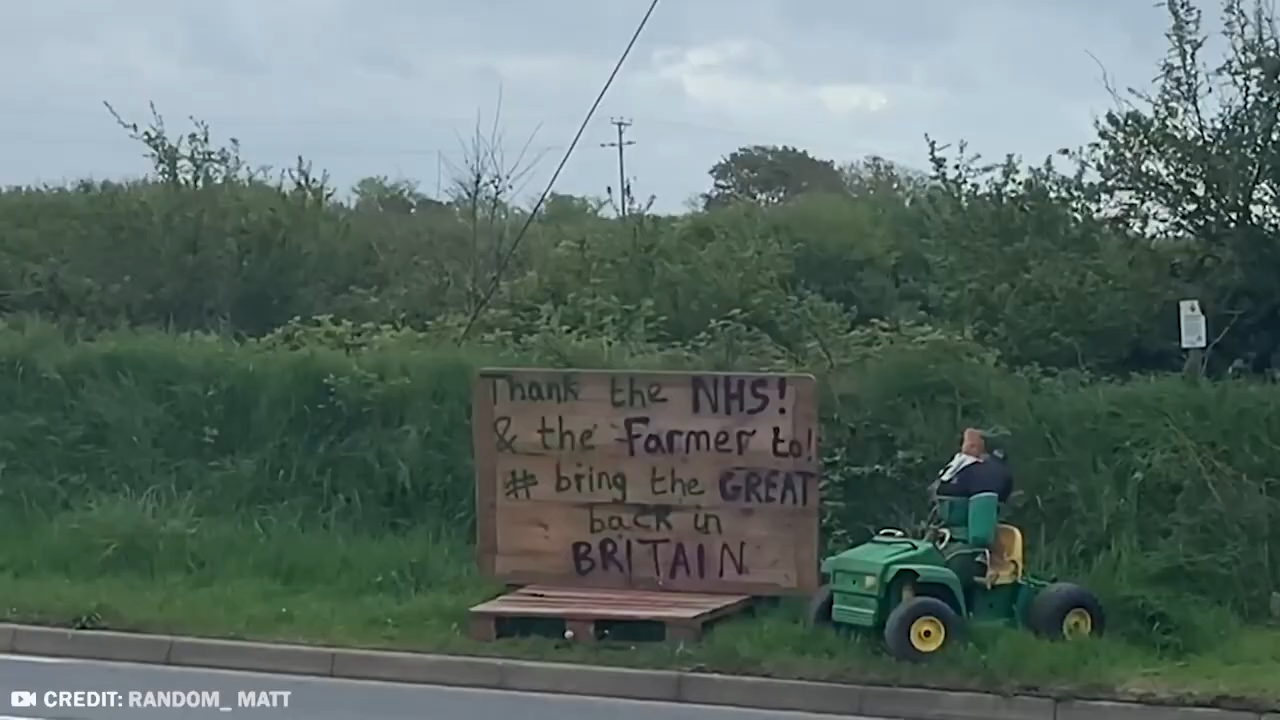 Thank the NHS!
& the Farmer to!
# bring the GREAT
back in
BRITAIN
CREDIT: RANDOM_ MATT